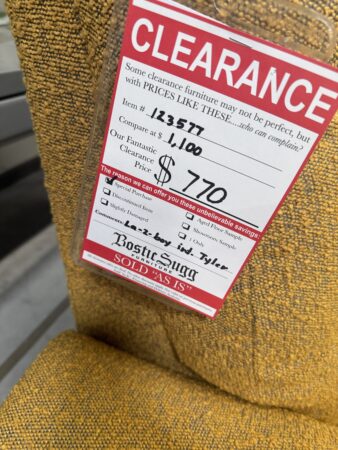 CLEARANCE
Some clearance furniture may not be perfect, but
with PRICES LIKE THESE....who can complain?
Item # 123577
Compare at $ 1,100
Our Fantastic
Clearance
Price $ 770
The reason we can offer you these unbelievable savings
Special Purchase
Discontinued Item
Slightly Damaged
Aged Floor Sample
Showroom Sample
1 Only
Comments: La-Z-boy ind. Tyler
Bostic Sugg
FURNITURE
SOLD "AS IS"